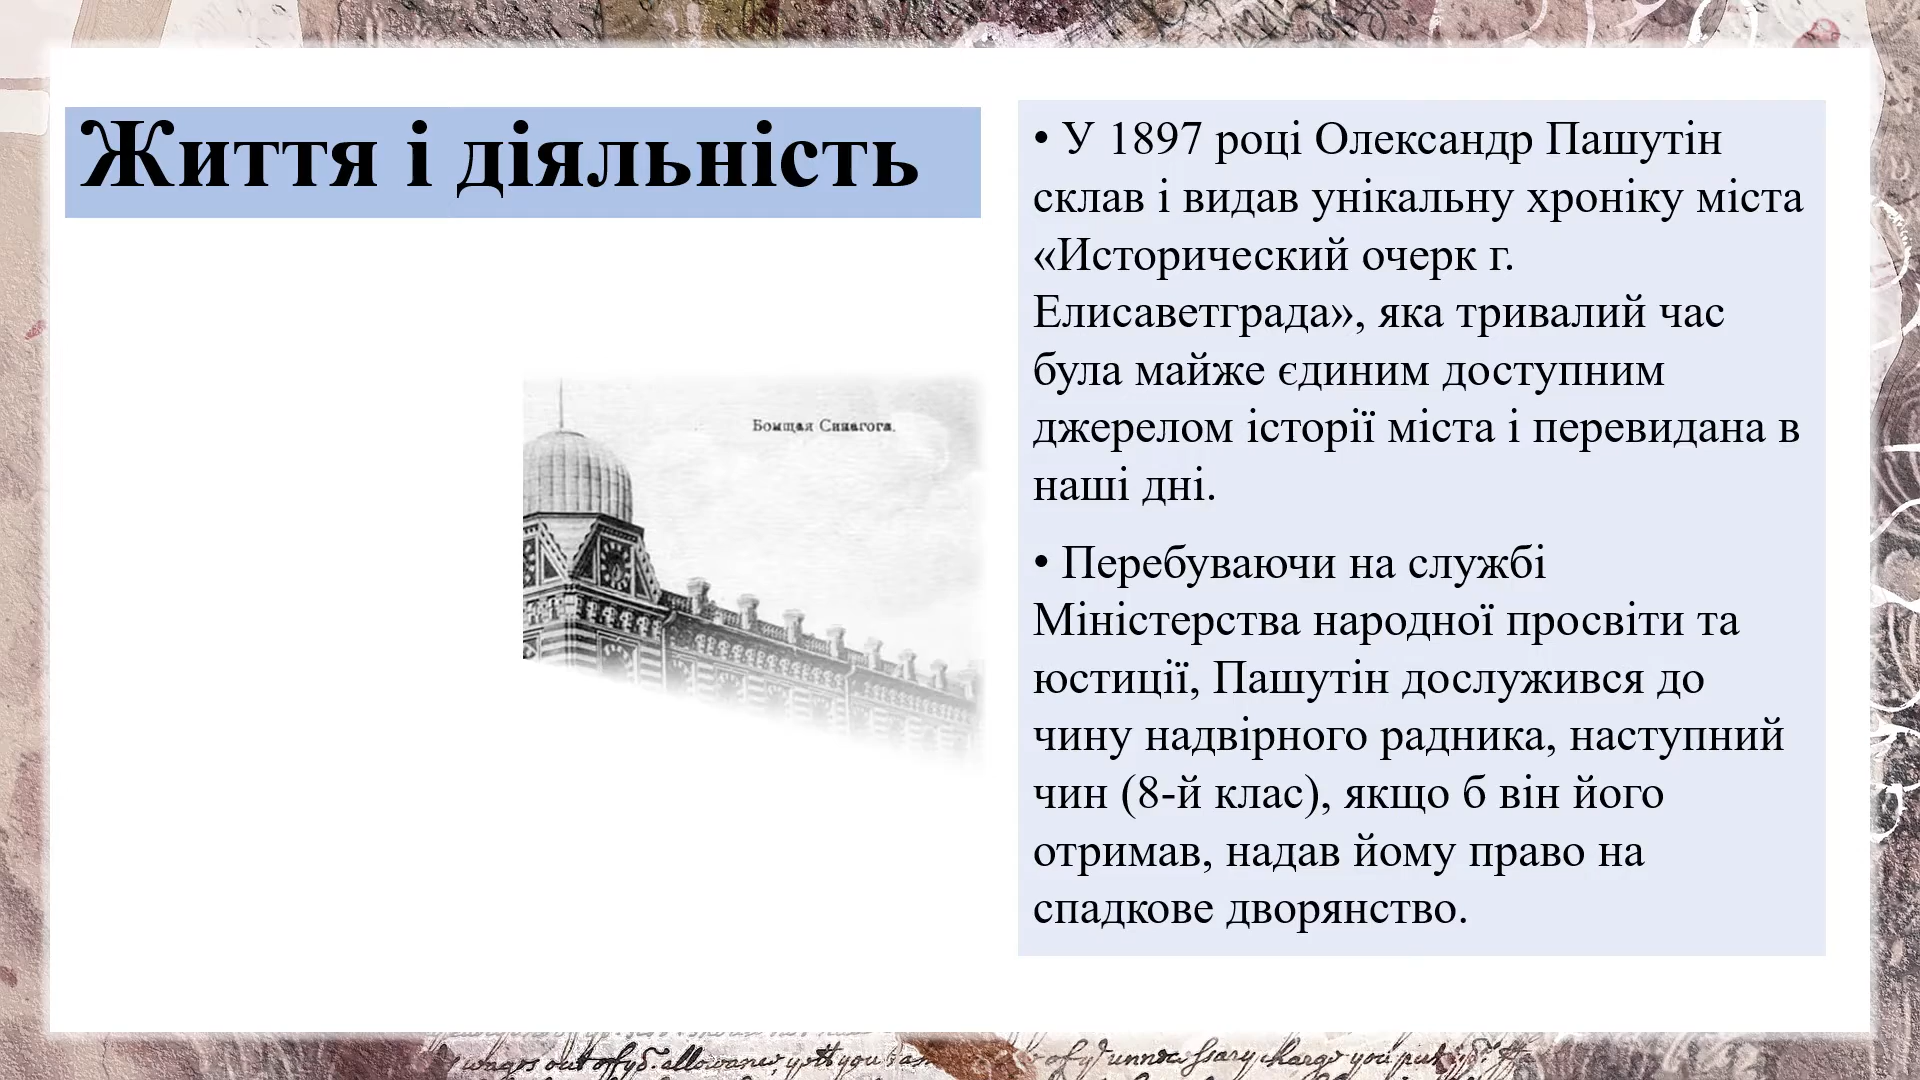 Життя і діяльність
• У 1897 році Олександр Пашутін
склав і видав унікальну хроніку міста
«Исторический очерк г.
Елисаветграда», яка тривалий час
була майже єдиним доступним
джерелом історії міста і перевидана в
наші дні.
• Перебуваючи на службі
Міністерства народної просвіти та
юстиції, Пашутін дослужився до
чину надвірного радника, наступний
чин (8-й клас), якщо б він його
отримав, надав йому право на
спадкове дворянство.
Синагога.